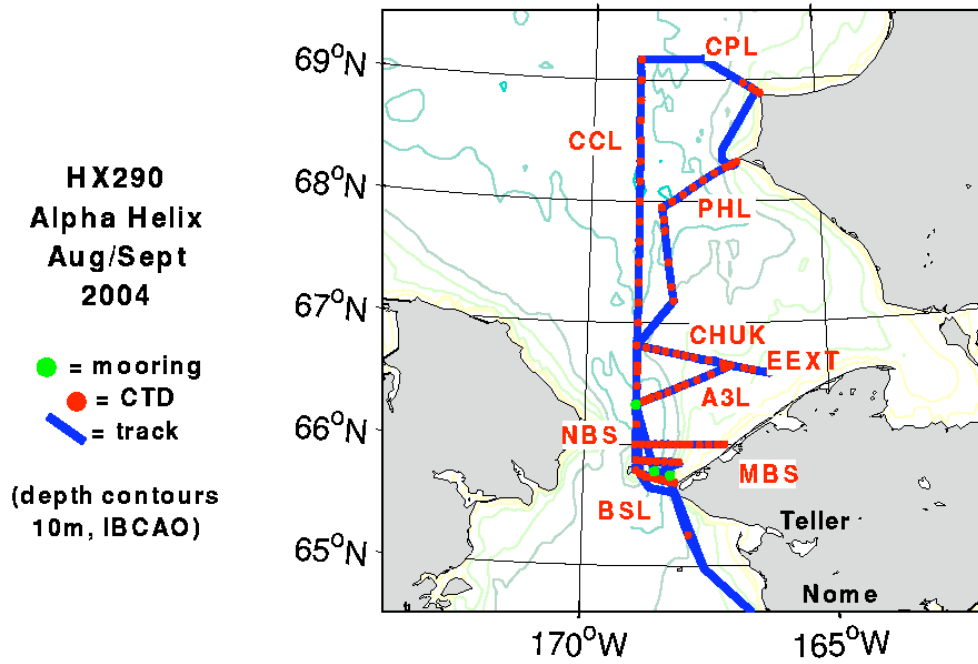 HX290
Alpha Helix
Aug/Sept
2004
= mooring
= CTD
= track
(depth contours
10m, IBCAO)
69°N
68°N
67°N
66°N
65°N
170°W
165°W
CPL
CCL
PHL
CHUK
EEXT
A3L
NBS
MBS
BSL
Teller
Nome